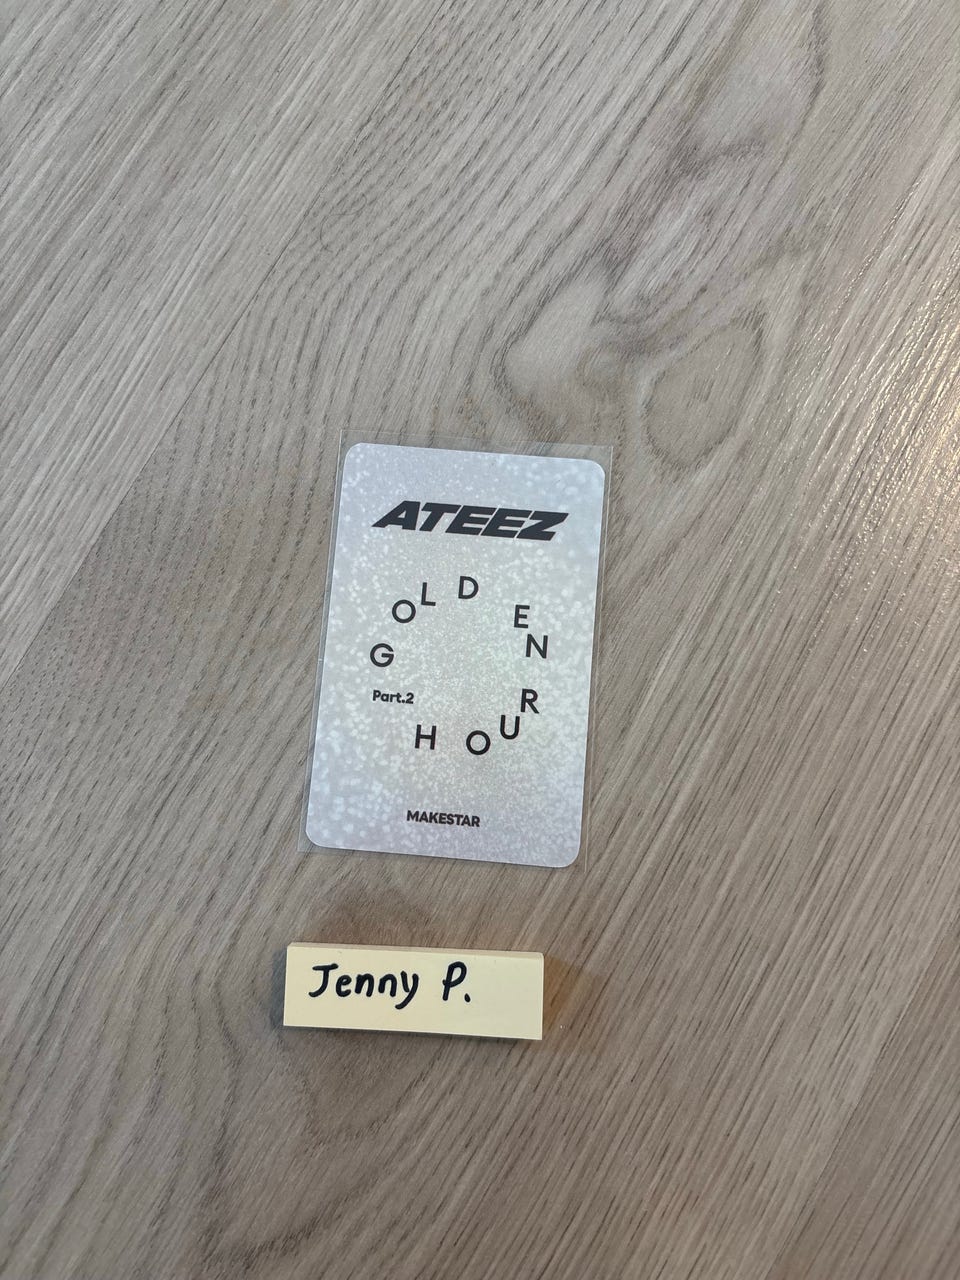 ATEEZ
GOLDEN
Part.2
HOUR
MAKESTAR
Jenny P.